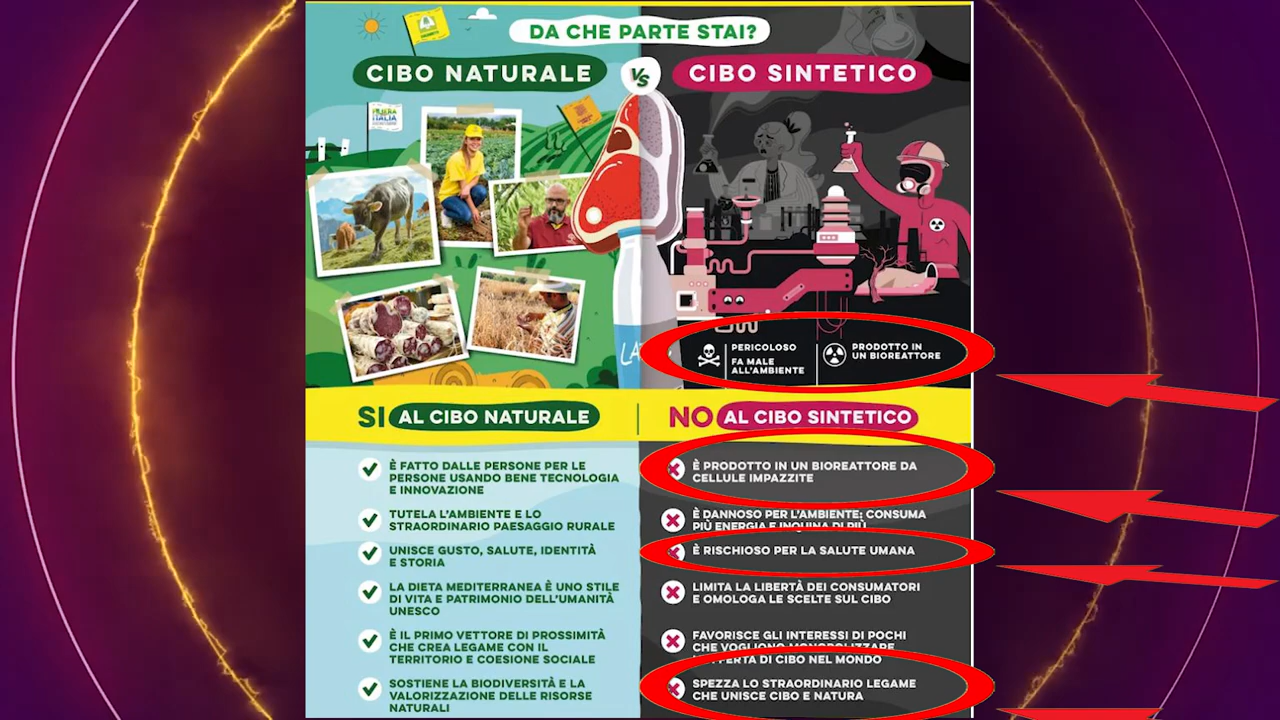 DA CHE PARTE STAI?
CIBO NATURALE
VS
CIBO SINTETICO
FILIERA
ITALIA
PERICOLOSO
FA MALE
ALL'AMBIENTE
PRODOTTO IN
UN BIOREATTORE
SI AL CIBO NATURALE
NO AL CIBO SINTETICO
È FATTO DALLE PERSONE PER LE
PERSONE USANDO BENE TECNOLOGIA
E INNOVAZIONE
TUTELA L'AMBIENTE E LO
STRAORDINARIO PAESAGGIO RURALE
UNISCE GUSTO, SALUTE, IDENTITÀ
E STORIA
LA DIETA MEDITERRANEA È UNO STILE
DI VITA E PATRIMONIO DELL'UMANITÀ
UNESCO
È IL PRIMO VETTORE DI PROSSIMITÀ
CHE CREA LEGAME CON IL
TERRITORIO E COESIONE SOCIALE
SOSTIENE LA BIODIVERSITÀ E LA
VALORIZZAZIONE DELLE RISORSE
NATURALI
È PRODOTTO IN UN BIOREATTORE DA
CELLULE IMPAZZITE
È DANNOSO PER L'AMBIENTE: CONSUMA
PIÙ ENERGIA E INQUINA DI PIÙ
È RISCHIOSO PER LA SALUTE UMANA
LIMITA LA LIBERTÀ DEI CONSUMATORI
E OMOLOGA LE SCELTE SUL CIBO
FAVORISCE GLI INTERESSI DI POCHI
CHE VOGLIONO MONOPOLIZZARE
L'OFFERTA DI CIBO NEL MONDO
SPEZZA LO STRAORDINARIO LEGAME
CHE UNISCE CIBO E NATURA